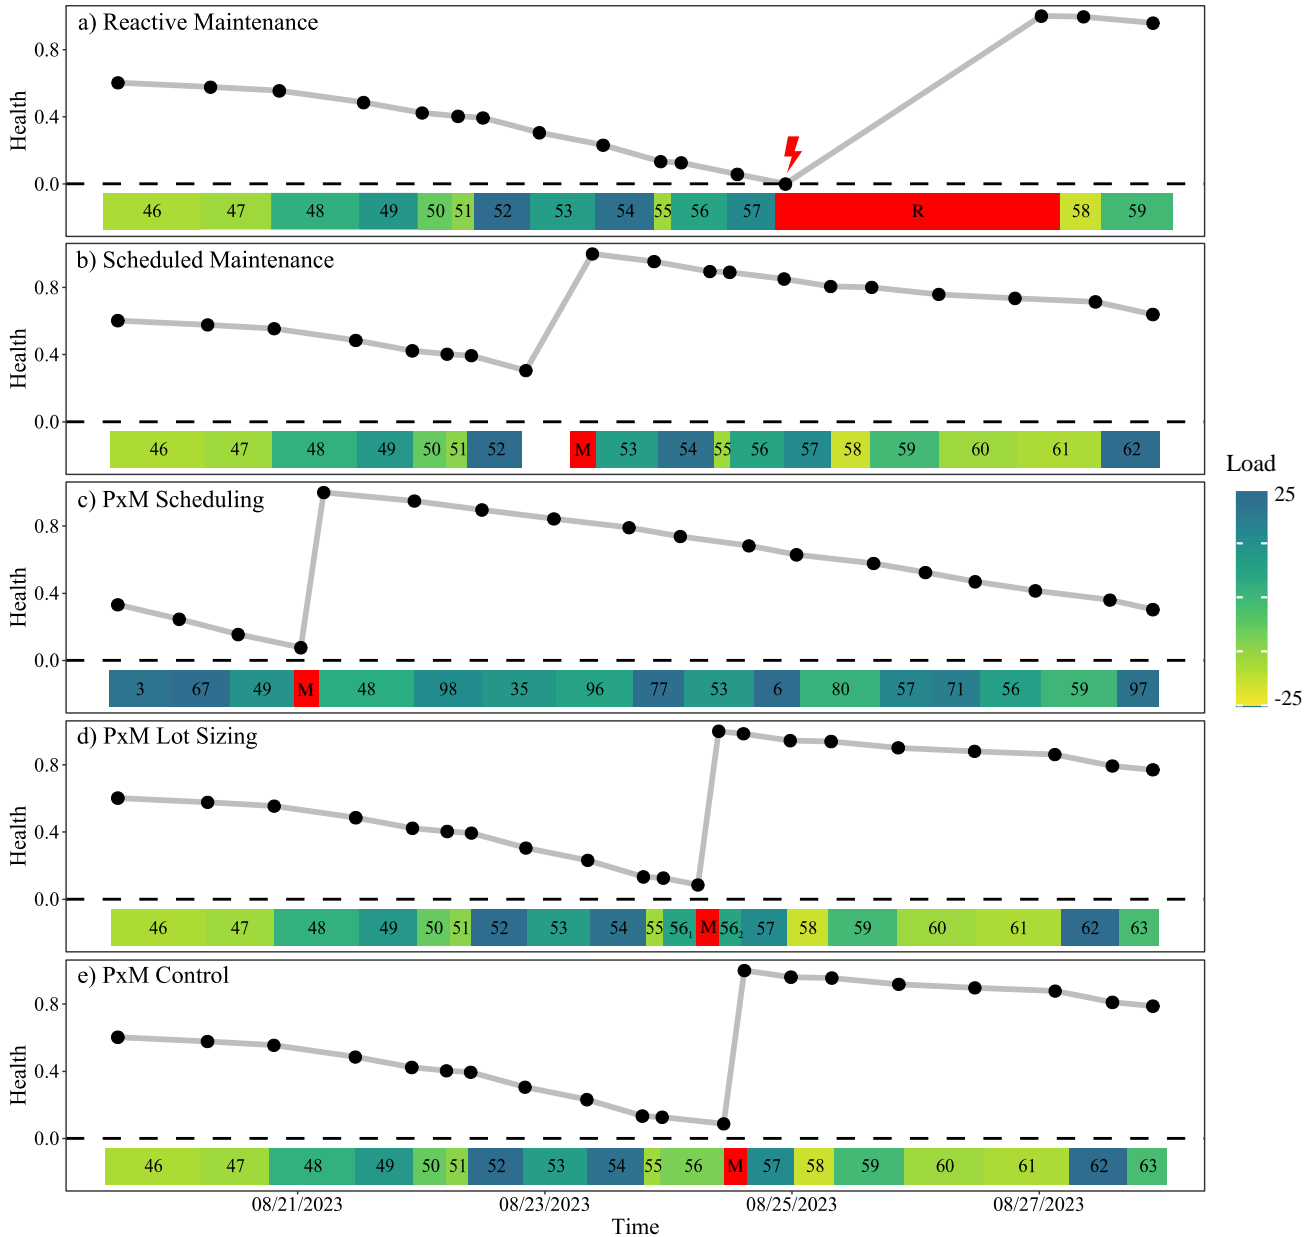 a) Reactive Maintenance
Health
0.8
0.4
0.0
46 47 48 49 50 51 52 53 54 55 56 57 R 58 59
b) Scheduled Maintenance
Health
0.8
0.4
0.0
46 47 48 49 50 51 52 M 53 54 55 56 57 58 59 60 61 62
c) PxM Scheduling
Health
0.8
0.4
0.0
3 67 49 M 48 98 35 96 77 53 6 80 57 71 56 59 97
d) PxM Lot Sizing
Health
0.8
0.4
0.0
46 47 48 49 50 51 52 53 54 55 56₁ M 56₂ 57 58 59 60 61 62 63
e) PxM Control
Health
0.8
0.4
0.0
46 47 48 49 50 51 52 53 54 55 56 M 57 58 59 60 61 62 63
08/21/2023 08/23/2023 08/25/2023 08/27/2023
Time
Load
25
-25